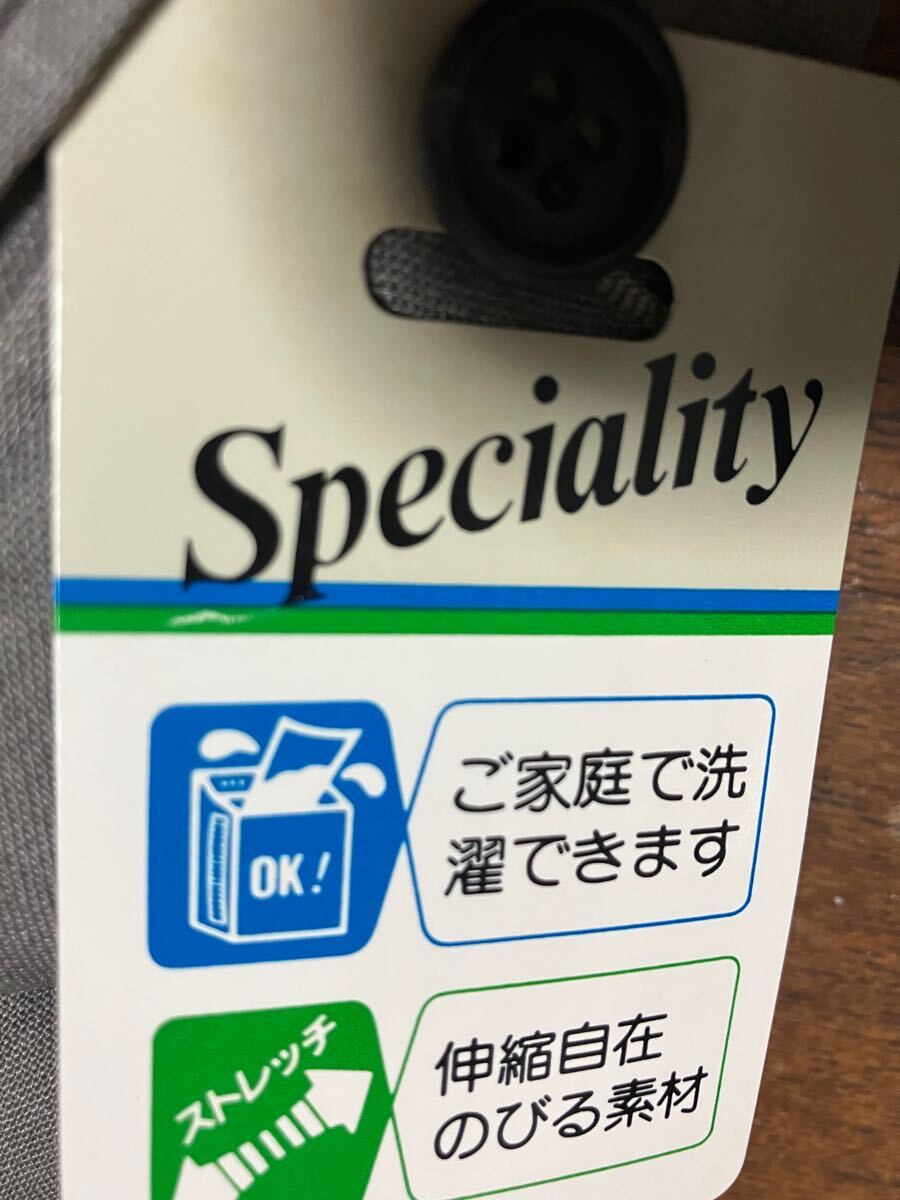 Speciality
OK!
ご家庭で洗
濯できます
ストレッチ
伸縮自在
のびる素材